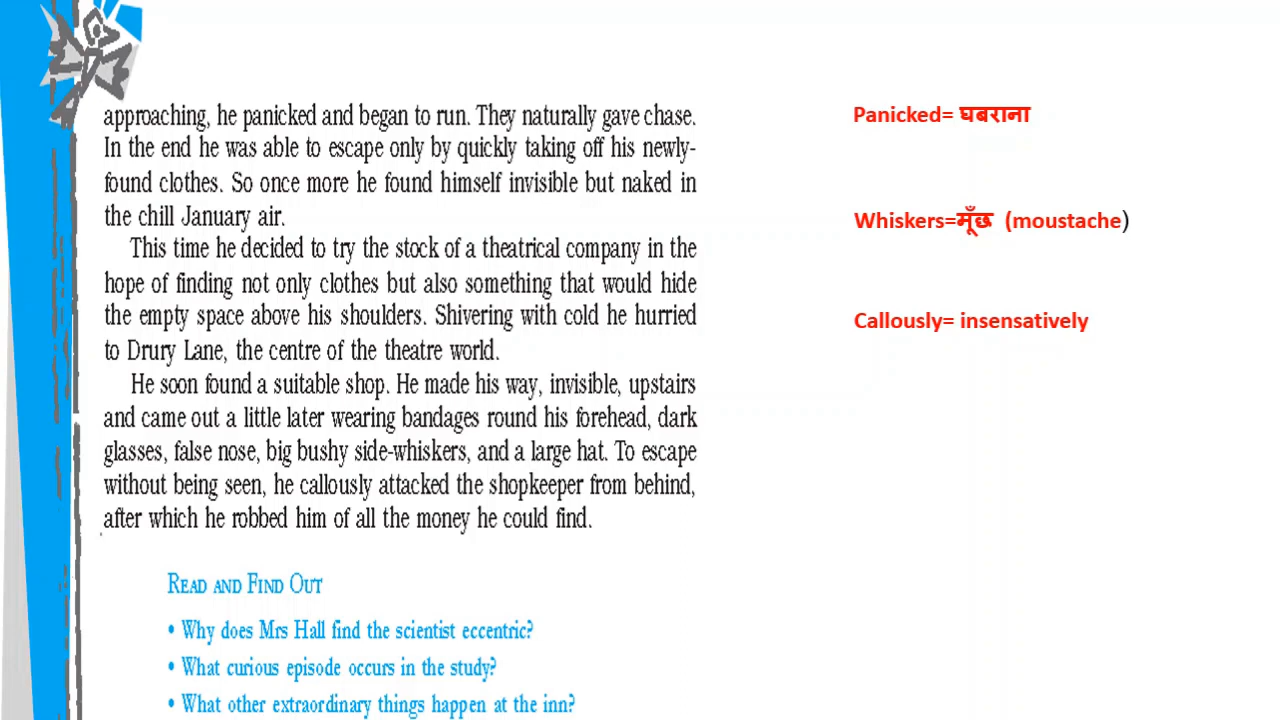 approaching, he panicked and began to run. They naturally gave chase.
In the end he was able to escape only by quickly taking off his newly-
found clothes. So once more he found himself invisible but naked in
the chill January air.
This time he decided to try the stock of a theatrical company in the
hope of finding not only clothes but also something that would hide
the empty space above his shoulders. Shivering with cold he hurried
to Drury Lane, the centre of the theatre world.
He soon found a suitable shop. He made his way, invisible, upstairs
and came out a little later wearing bandages round his forehead, dark
glasses, false nose, big bushy side-whiskers, and a large hat. To escape
without being seen, he callously attacked the shopkeeper from behind,
after which he robbed him of all the money he could find.
READ AND FIND OUT
• Why does Mrs Hall find the scientist eccentric?
• What curious episode occurs in the study?
• What other extraordinary things happen at the inn?
Panicked= घबराना
Whiskers=मूँछ (moustache)
Callously= insensatively